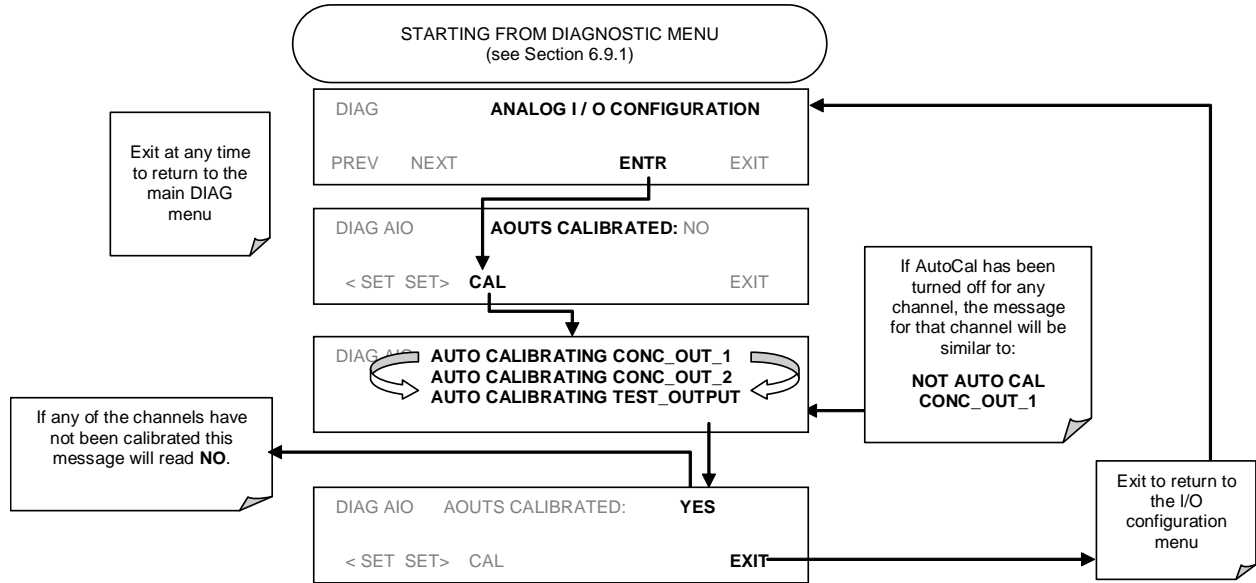 STARTING FROM DIAGNOSTIC MENU
(see Section 6.9.1)
DIAG ANALOG I / O CONFIGURATION
PREV NEXT ENTR EXIT
Exit at any time
to return to the
main DIAG
menu
DIAG AIO AOUTS CALIBRATED: NO
< SET SET> CAL EXIT
If AutoCal has been
turned off for any
channel, the message
for that channel will be
similar to:
NOT AUTO CAL
CONC_OUT_1
DIAG AIO AUTO CALIBRATING CONC_OUT_1
AUTO CALIBRATING CONC_OUT_2
AUTO CALIBRATING TEST_OUTPUT
If any of the channels have
not been calibrated this
message will read NO.
DIAG AIO AOUTS CALIBRATED: YES
< SET SET> CAL EXIT
Exit to return to
the I/O
configuration
menu